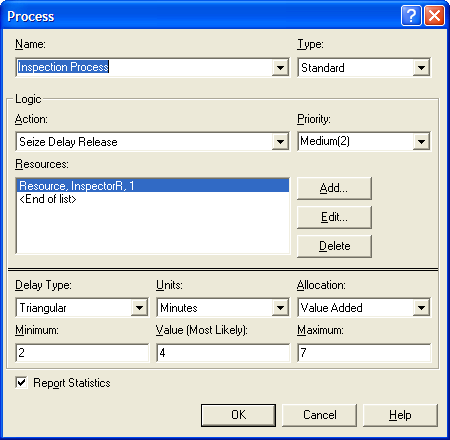 Process
Name: Type:
Inspection Process Standard
Logic
Action: Priority:
Seize Delay Release Medium(2)
Resources:
Resource, InspectorR, 1 Add...
<End of list>
Edit...
Delete
Delay Type: Units: Allocation:
Triangular Minutes Value Added
Minimum: Value (Most Likely): Maximum:
2 4 7
Report Statistics
OK Cancel Help